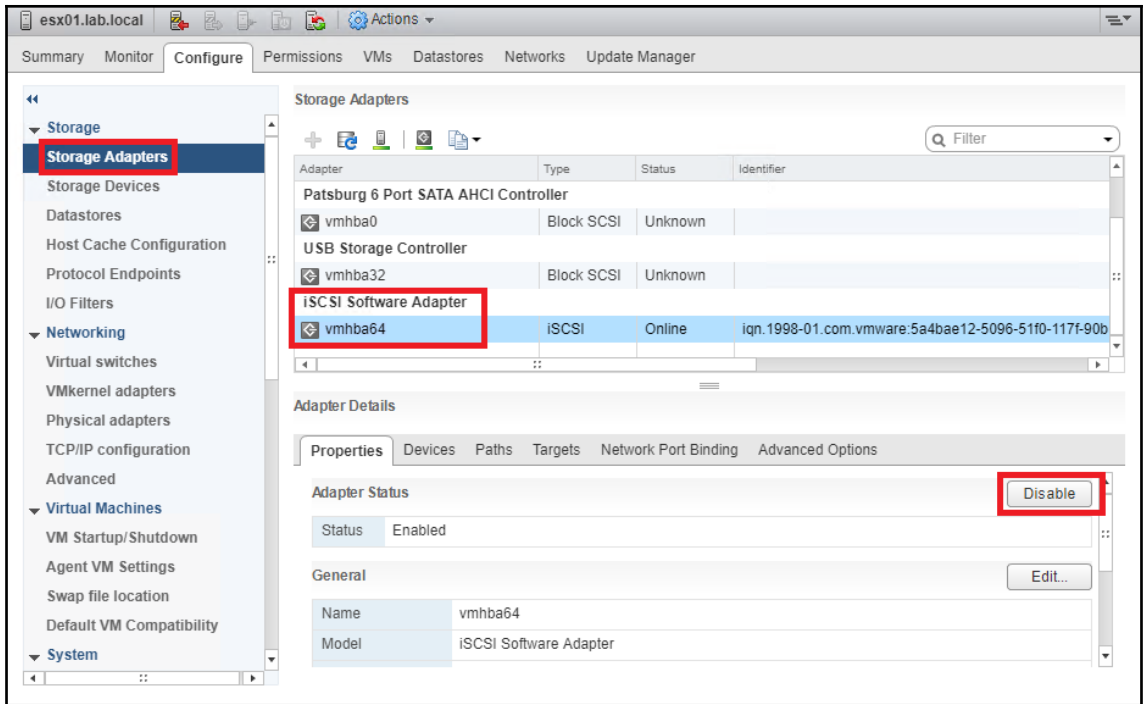 esx01.lab.local Actions
Summary Monitor Configure Permissions VMs Datastores Networks Update Manager
Storage
Storage Adapters
Storage Devices
Datastores
Host Cache Configuration
Protocol Endpoints
I/O Filters
Networking
Virtual switches
VMkernel adapters
Physical adapters
TCP/IP configuration
Advanced
Virtual Machines
VM Startup/Shutdown
Agent VM Settings
Swap file location
Default VM Compatibility
System
Storage Adapters
Filter
Adapter Type Status Identifier
Patsburg 6 Port SATA AHCI Controller
vmhba0 Block SCSI Unknown
USB Storage Controller
vmhba32 Block SCSI Unknown
iSCSI Software Adapter
vmhba64 iSCSI Online iqn.1998-01.com.vmware:5a4bae12-5096-51f0-117f-90b
Adapter Details
Properties Devices Paths Targets Network Port Binding Advanced Options
Adapter Status Disable
Status Enabled
General Edit...
Name vmhba64
Model iSCSI Software Adapter